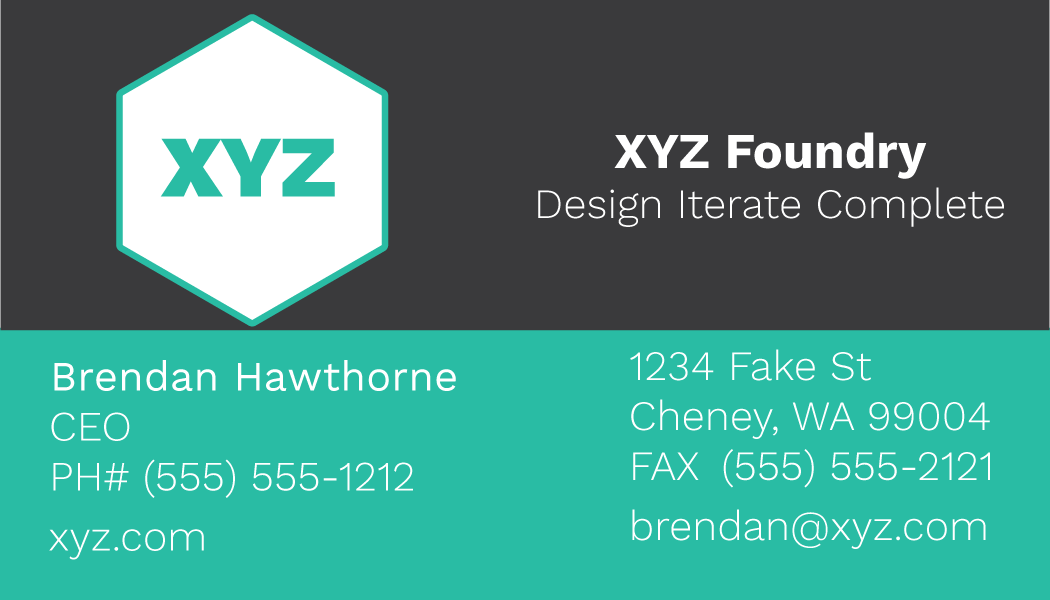 XYZ
XYZ Foundry
Design Iterate Complete
Brendan Hawthorne
CEO
PH# (555) 555-1212
xyz.com
1234 Fake St
Cheney, WA 99004
FAX (555) 555-2121
brendan@xyz.com